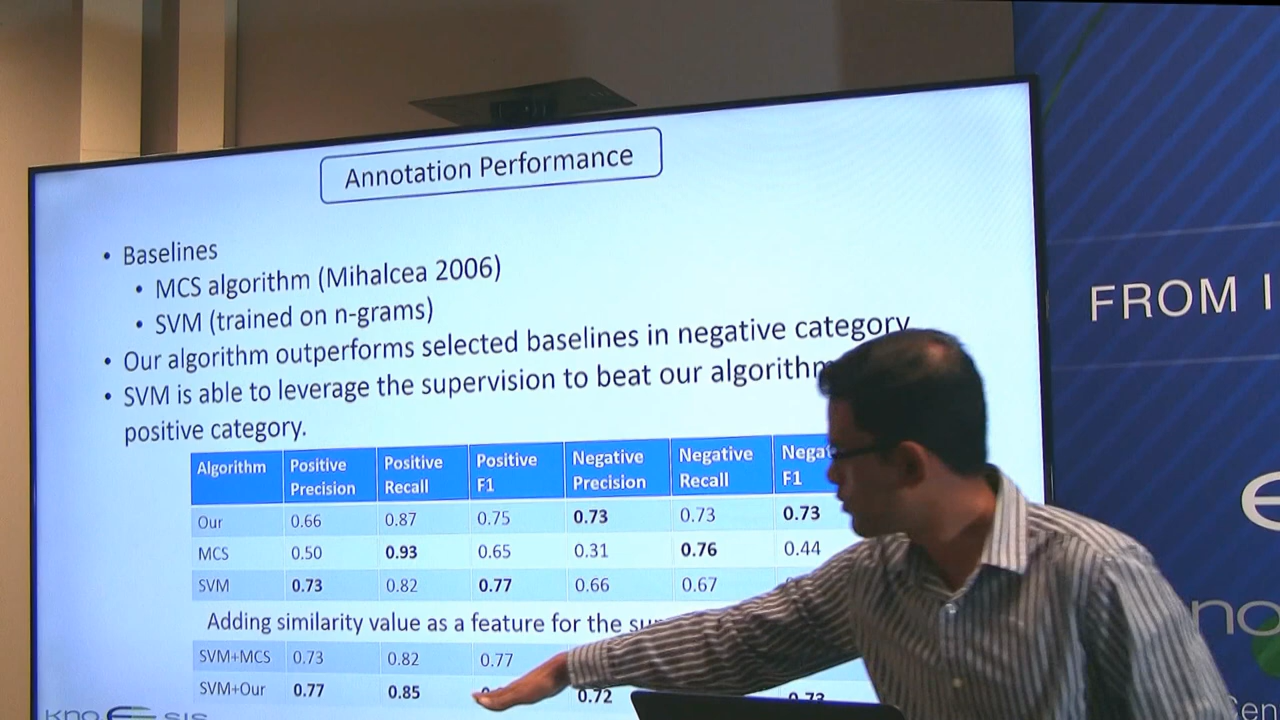 Annotation Performance
• Baselines
• MCS algorithm (Mihalcea 2006)
• SVM (trained on n-grams)
• Our algorithm outperforms selected baselines in negative category
• SVM is able to leverage the supervision to beat our algorithm
positive category.
Algorithm Positive Precision Positive Recall Positive F1 Negative Precision Negative Recall F1
Our 0.66 0.87 0.75 0.73 0.73 0.73
MCS 0.50 0.93 0.65 0.31 0.76 0.44
SVM 0.73 0.82 0.77 0.66 0.67
Adding similarity value as a feature for the
SVM+MCS 0.73 0.82 0.77
SVM+Our 0.77 0.85 0.72 0.73
FROM